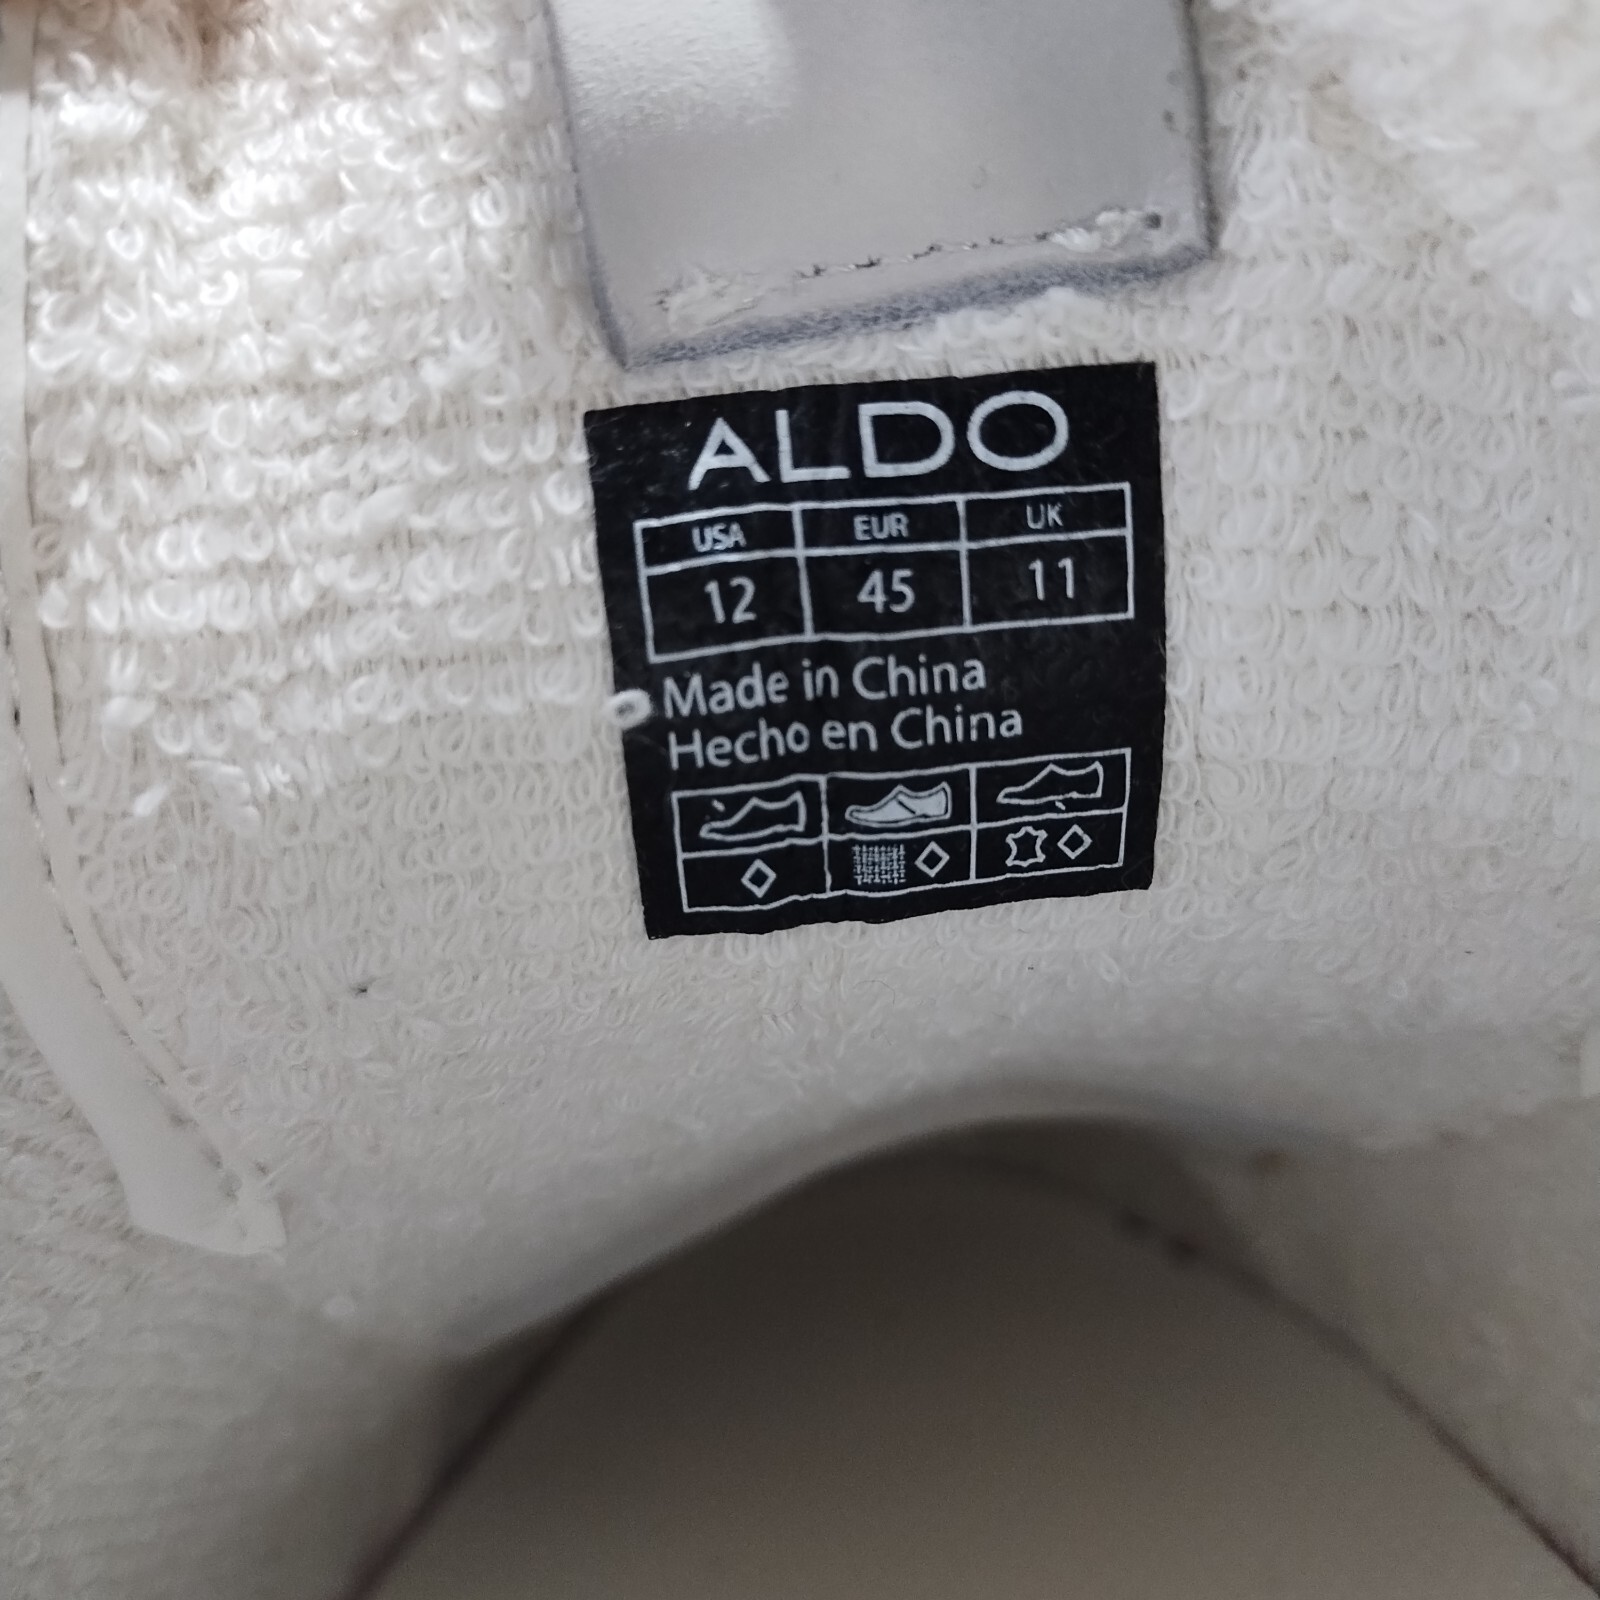 ALDO
USA EUR UK
12 45 11
Made in China
Hecho en China